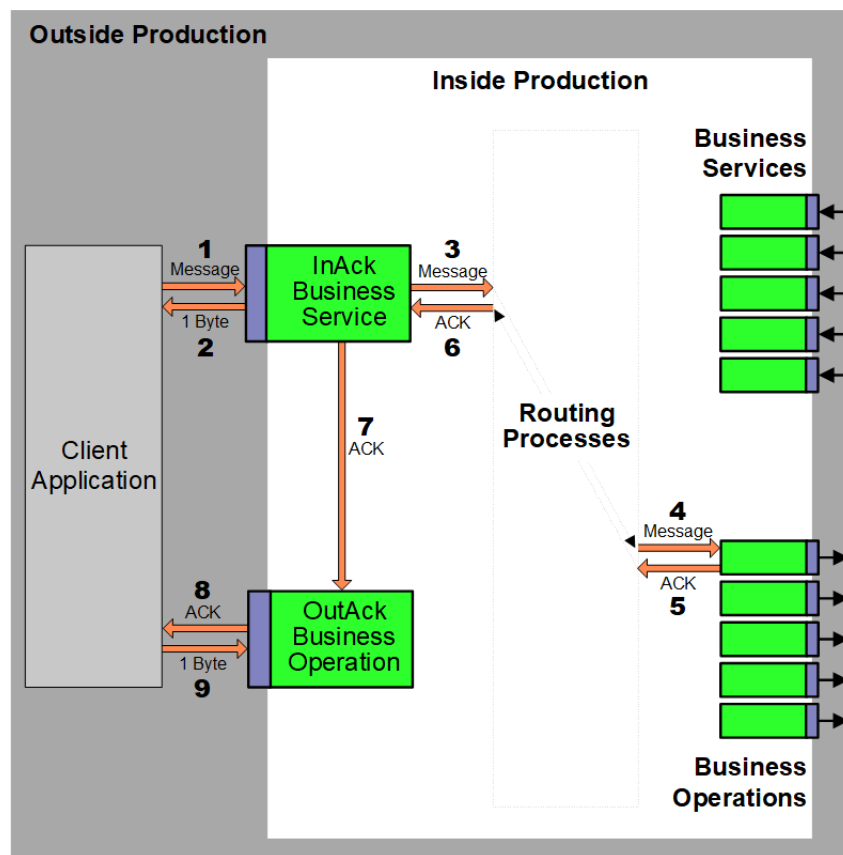 Outside Production
Inside Production
Business
Services
1
Message
1 Byte
2
InAck
Business
Service
3
Message
ACK
6
7
ACK
Routing
Processes
Client
Application
4
Message
ACK
5
8
ACK
1 Byte
9
OutAck
Business
Operation
Business
Operations